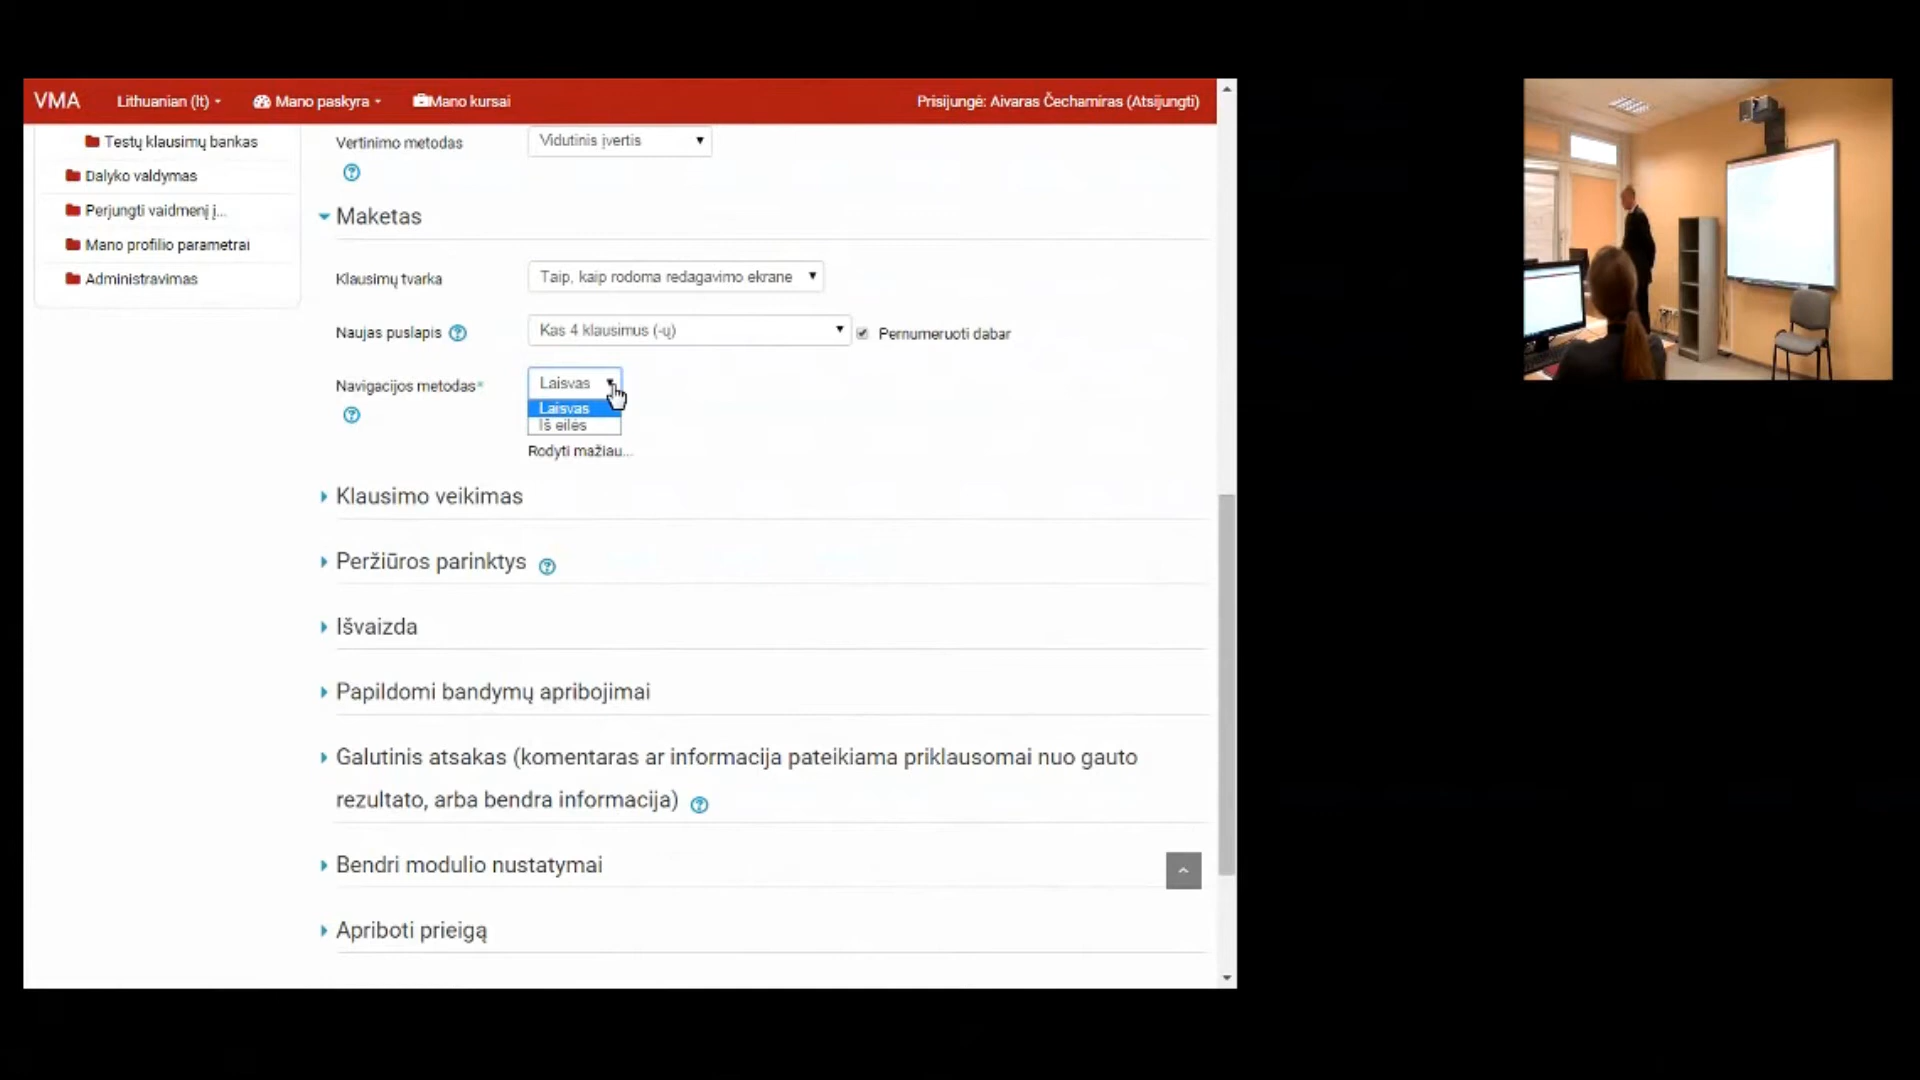 VMA Lithuanian (lt) Mano paskyra Mano kursai Prisijungė: Aivaras Čechamiras (Atsijungti)
Testų klausimų bankas
Dalyko valdymas
Perjungti vaidmenį į...
Mano profilio parametrai
Administravimas
Vertinimo metodas Vidutinis įvertis
Maketas
Klausimų tvarka Taip, kaip rodoma redagavimo ekrane
Naujas puslapis Kas 4 klausimus (-ų) Pernumeruoti dabar
Navigacijos metodas* Laisvas
Laisvas
Iš eilės
Rodyti mažiau...
Klausimo veikimas
Peržiūros parinktys
Išvaizda
Papildomi bandymų apribojimai
Galutinis atsakas (komentaras ar informacija pateikiama priklausomai nuo gauto
rezultato, arba bendra informacija)
Bendri modulio nustatymai
Apriboti prieigą